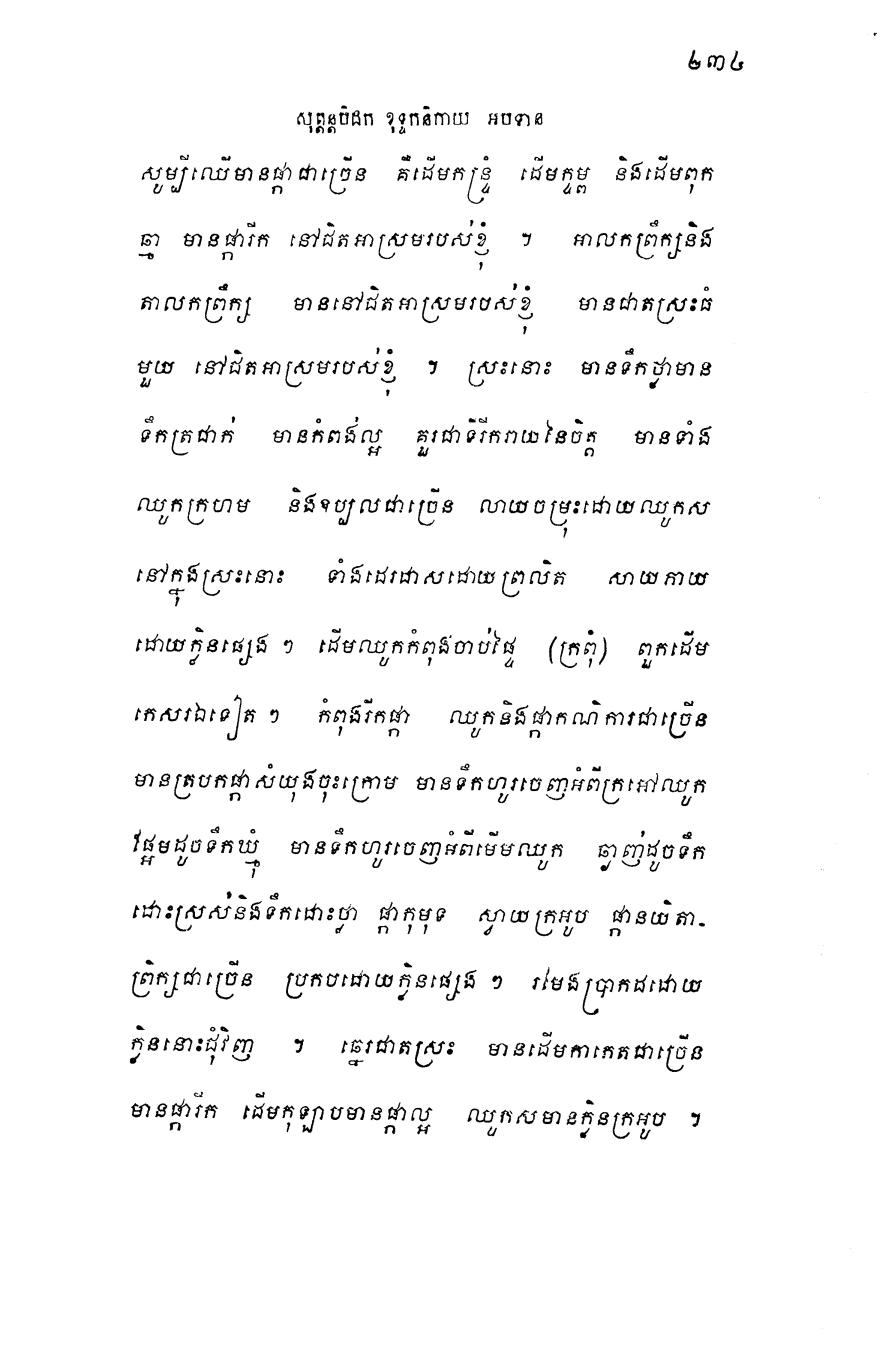 ២៣៤
សុត្តន្តបិដក ខុទ្ទកនិកាយ អបទាន
សូម្បីឈើមានផ្កាជាច្រើន គឺដើមកន្ទ្រំ ដើមក្ទម្ព និងដើមពុក
ឆ្មា មានផ្ការីក នៅជិតអាស្រមរបស់ខ្ញុំ ។ អាលកព្រឹក្សនិង
តាលកព្រឹក្ស មាននៅជិតអាស្រមរបស់ខ្ញុំ មានជាតស្រះធំ
មួយ នៅជិតអាស្រមរបស់ខ្ញុំ ។ ស្រះនោះ មានទឹកថ្លាមាន
ទឹកត្រជាក់ មានកំពង់ល្អ គួរជាទីរីករាយនៃចិត្ត មានទាំង
ឈូកក្រហម និងឧប្បលជាច្រើន លាយចម្រុះដោយឈូកស
នៅក្នុងស្រះនោះ ទាំងដេរដាសដោយព្រលិត សាយកាយ
ដោយក្លិនផ្សេង ៗ ដើមឈូកកំពុងចាប់ផ្ទៃ (ក្រពុំ) ពួកដើម
កេសរឯទៀត ៗ កំពុងរីកផ្កា ឈូកនិងផ្កាកណិការជាច្រើន
មានត្របកផ្កាសំយុងចុះក្រោម មានទឹកហូរចេញអំពីក្រអៅឈូក
ផ្អែមដូចទឹកឃ្មុំ មានទឹកហូរចេញអំពីមើមឈូក ធ្លាញ់ដូចទឹក
ដោះស្រស់និងទឹកដោះថ្លា ផ្កាកុមុទ ស្វាយក្រអូប ផ្កានយិតា-
ព្រឹក្សជាច្រើន ប្រកបដោយក្លិនផ្សេង ៗ រមែងប្រាកដដោយ
ក្លិននោះជុំវិញ ។ ឆ្នេរជាតស្រះ មានដើមកាកេតជាច្រើន
មានផ្ការីក ដើមកុឡាបមានផ្កាល្អ ឈូកសមានក្លិនក្រអូប ។